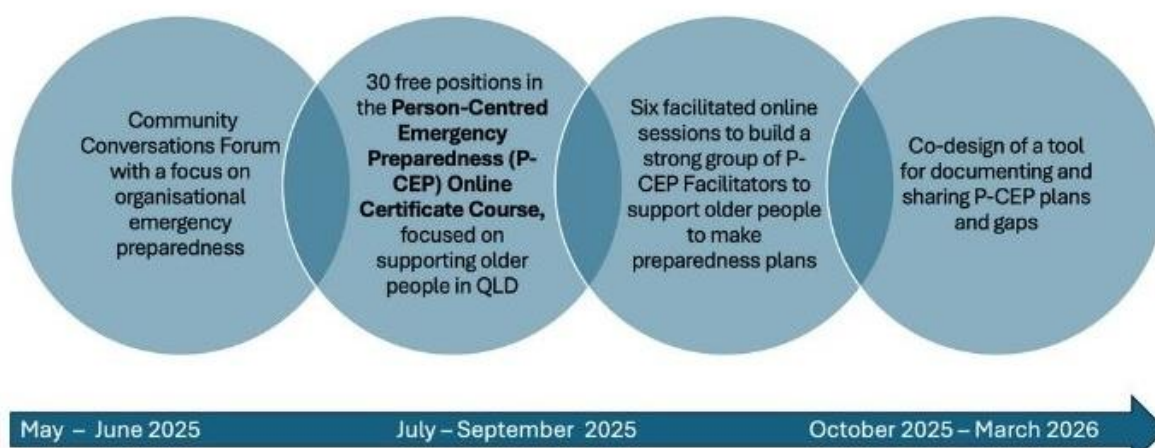 Community
Conversations Forum
with a focus on
organisational
emergency
preparedness
30 free positions in
the Person-Centred
Emergency
Preparedness (P-
CEP) Online
Certificate Course,
focused on
supporting older
people in QLD
Six facilitated online
sessions to build a
strong group of P-
CEP Facilitators to
support older people
to make
preparedness plans
Co-design of a tool
for documenting and
sharing P-CEP plans
and gaps
May – June 2025
July – September 2025
October 2025 – March 2026